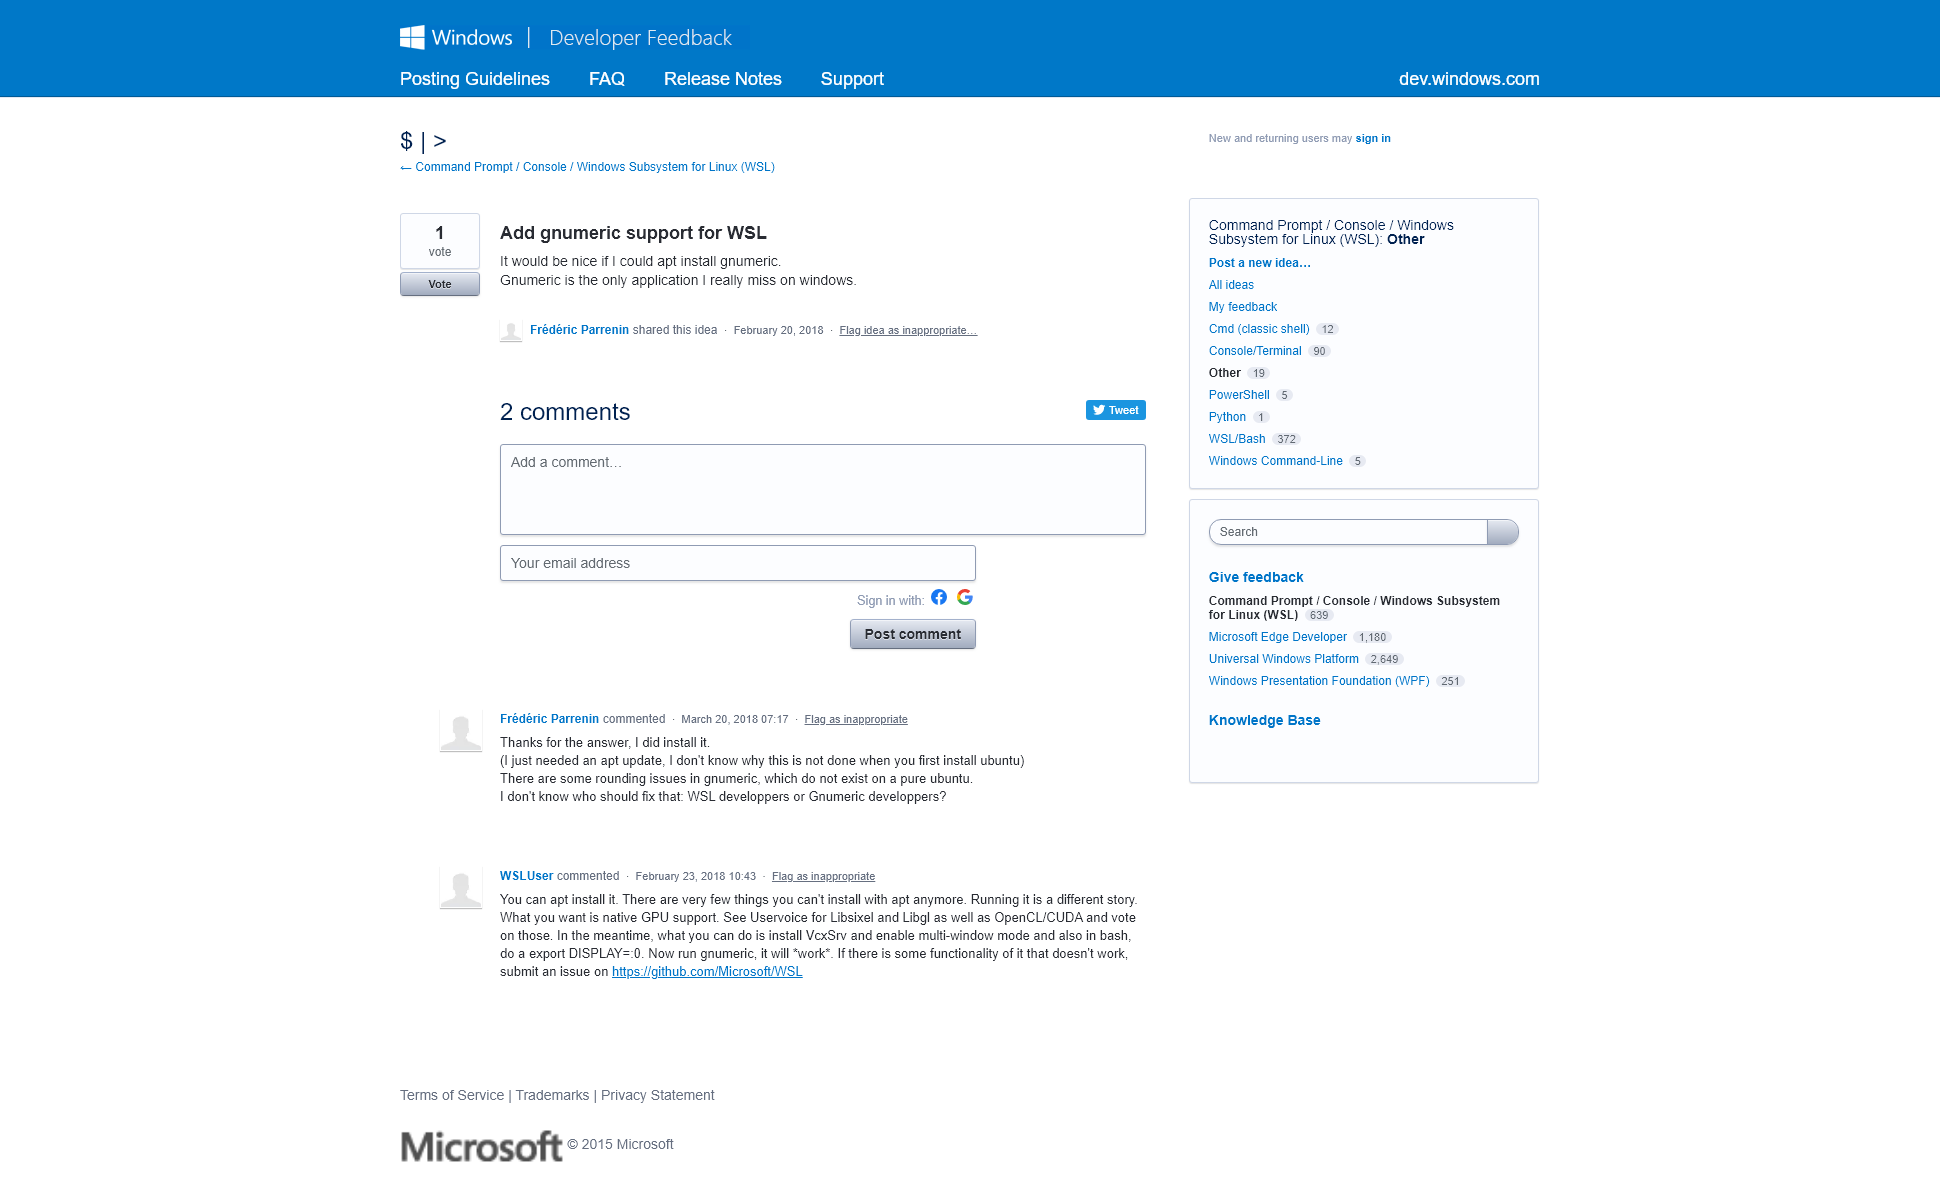 Windows | Developer Feedback
Posting Guidelines FAQ Release Notes Support dev.windows.com
$ | >
← Command Prompt / Console / Windows Subsystem for Linux (WSL)
New and returning users may sign in
1
vote
Vote
Add gnumeric support for WSL
It would be nice if I could apt install gnumeric.
Gnumeric is the only application I really miss on windows.
Frédéric Parrenin shared this idea · February 20, 2018 · Flag idea as inappropriate…
2 comments
Tweet
Add a comment…
Your email address
Sign in with:
Post comment
Frédéric Parrenin commented · March 20, 2018 07:17 · Flag as inappropriate
Thanks for the answer, I did install it.
(I just needed an apt update, I don't know why this is not done when you first install ubuntu)
There are some rounding issues in gnumeric, which do not exist on a pure ubuntu.
I don't know who should fix that: WSL developpers or Gnumeric developpers?
WSLUser commented · February 23, 2018 10:43 · Flag as inappropriate
You can apt install it. There are very few things you can't install with apt anymore. Running it is a different story.
What you want is native GPU support. See Uservoice for Libsixel and Libgl as well as OpenCL/CUDA and vote
on those. In the meantime, what you can do is install VcxSrv and enable multi-window mode and also in bash,
do a export DISPLAY=:0. Now run gnumeric, it will *work*. If there is some functionality of it that doesn't work,
submit an issue on https://github.com/Microsoft/WSL
Command Prompt / Console / Windows
Subsystem for Linux (WSL): Other
Post a new idea…
All ideas
My feedback
Cmd (classic shell) 12
Console/Terminal 90
Other 19
PowerShell 5
Python 1
WSL/Bash 372
Windows Command-Line 5
Search
Give feedback
Command Prompt / Console / Windows Subsystem
for Linux (WSL) 639
Microsoft Edge Developer 1,180
Universal Windows Platform 2,649
Windows Presentation Foundation (WPF) 251
Knowledge Base
Terms of Service | Trademarks | Privacy Statement
Microsoft © 2015 Microsoft